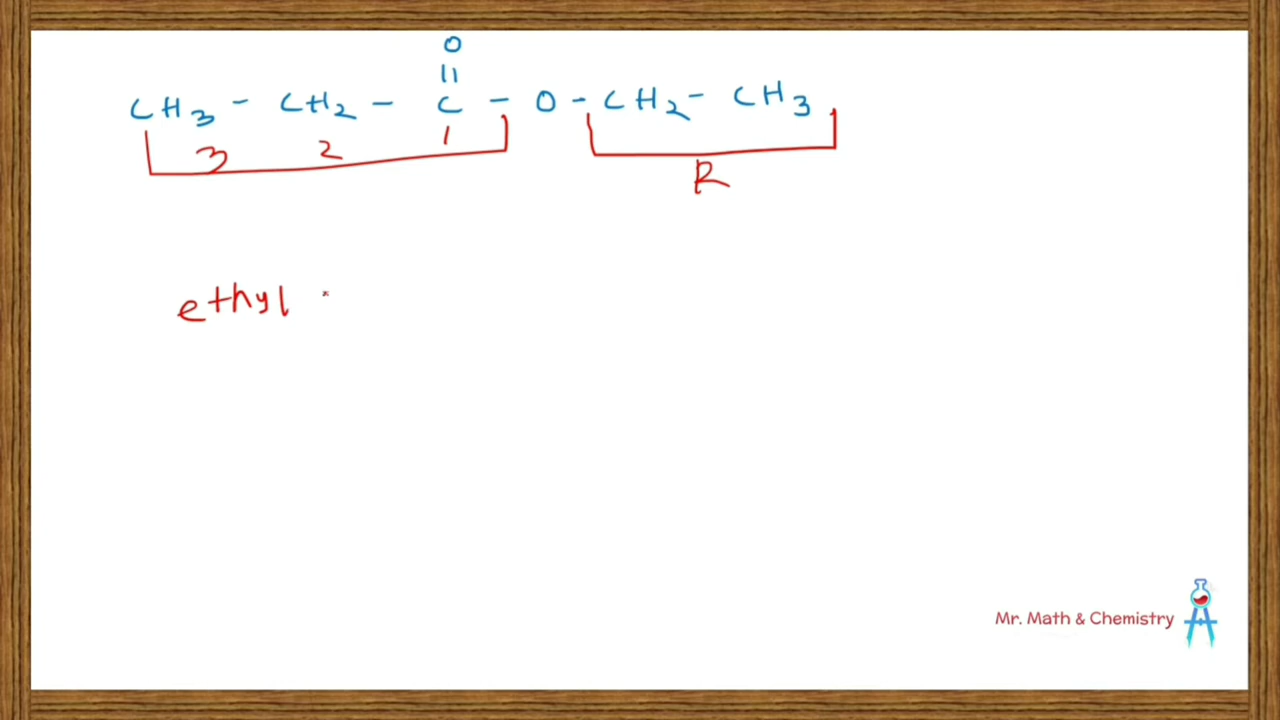 O
||
CH3 - CH2 - C - O - CH2 - CH3
3 2 1
R
ethyl
Mr. Math & Chemistry